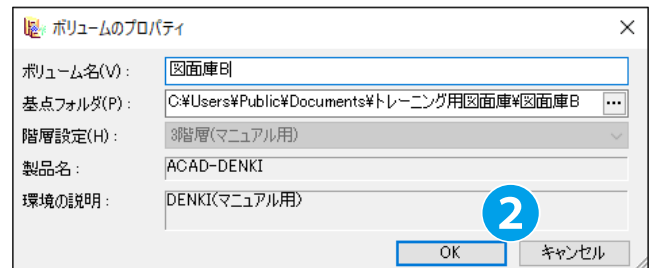 ボリュームのプロパティ
ボリューム名(V)： 図面庫B
基点フォルダ(P)： C:¥Users¥Public¥Documents¥トレーニング用図面庫¥図面庫B ...
階層設定(H)： 3階層(マニュアル用)
製品名： ACAD-DENKI
環境の説明： DENKI(マニュアル用)
2
OK キャンセル